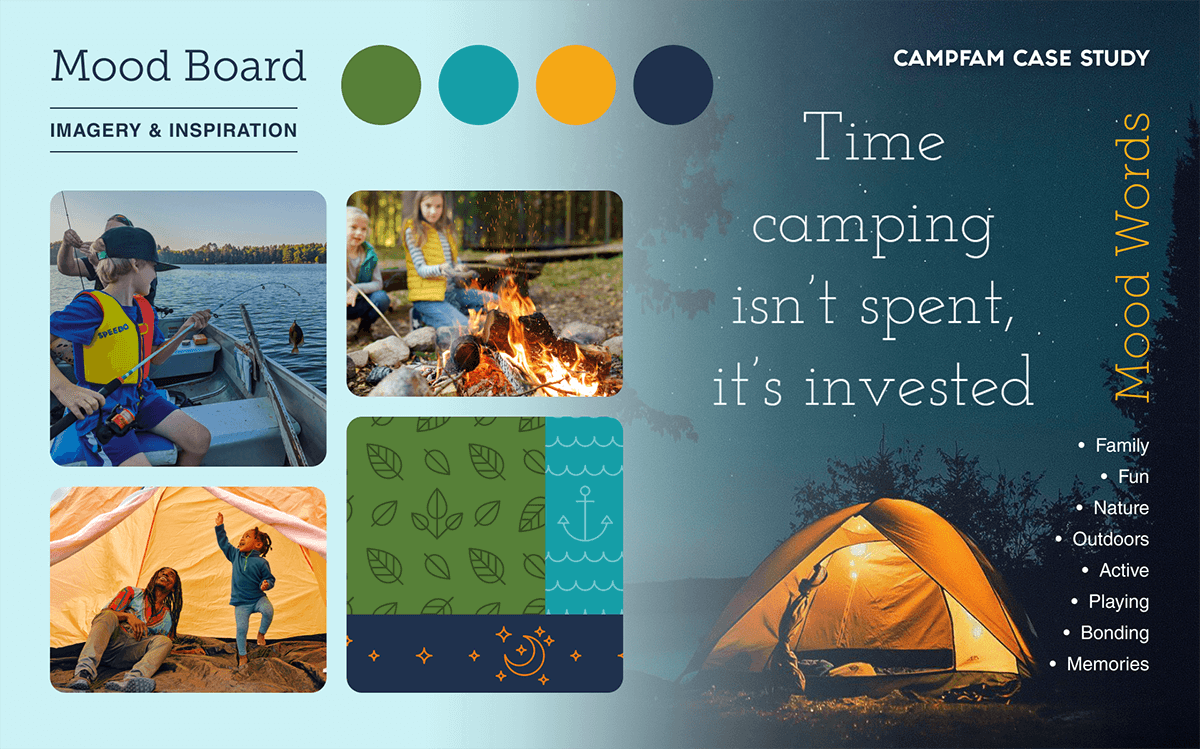 Mood Board
IMAGERY & INSPIRATION
SPEEDO
CAMPFAM CASE STUDY
Time
camping
isn’t spent,
it’s invested
Mood Words
• Family
• Fun
• Nature
• Outdoors
• Active
• Playing
• Bonding
• Memories